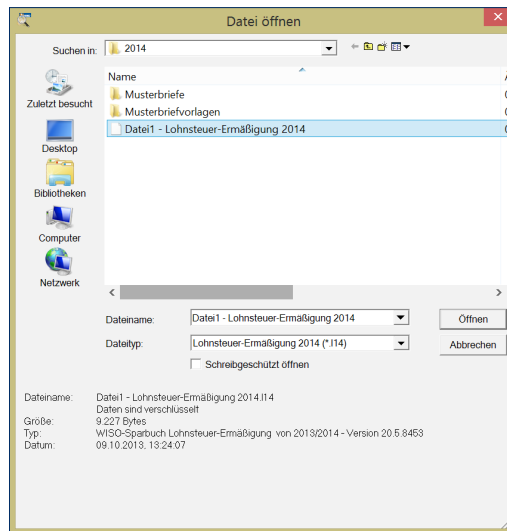 Datei öffnen
Suchen in: 2014
Zuletzt besucht
Desktop
Bibliotheken
Computer
Netzwerk
Name
Musterbriefe
Musterbriefvorlagen
Datei1 - Lohnsteuer-Ermäßigung 2014
Dateiname: Datei1 - Lohnsteuer-Ermäßigung 2014 Öffnen
Dateityp: Lohnsteuer-Ermäßigung 2014 (*.I14) Abbrechen
Schreibgeschützt öffnen
Dateiname: Datei1 - Lohnsteuer-Ermäßigung 2014.I14
Daten sind verschlüsselt
Größe: 9.227 Bytes
Typ: WISO-Sparbuch Lohnsteuer-Ermäßigung von 2013/2014 - Version 20.5.8453
Datum: 09.10.2013, 13:24:07